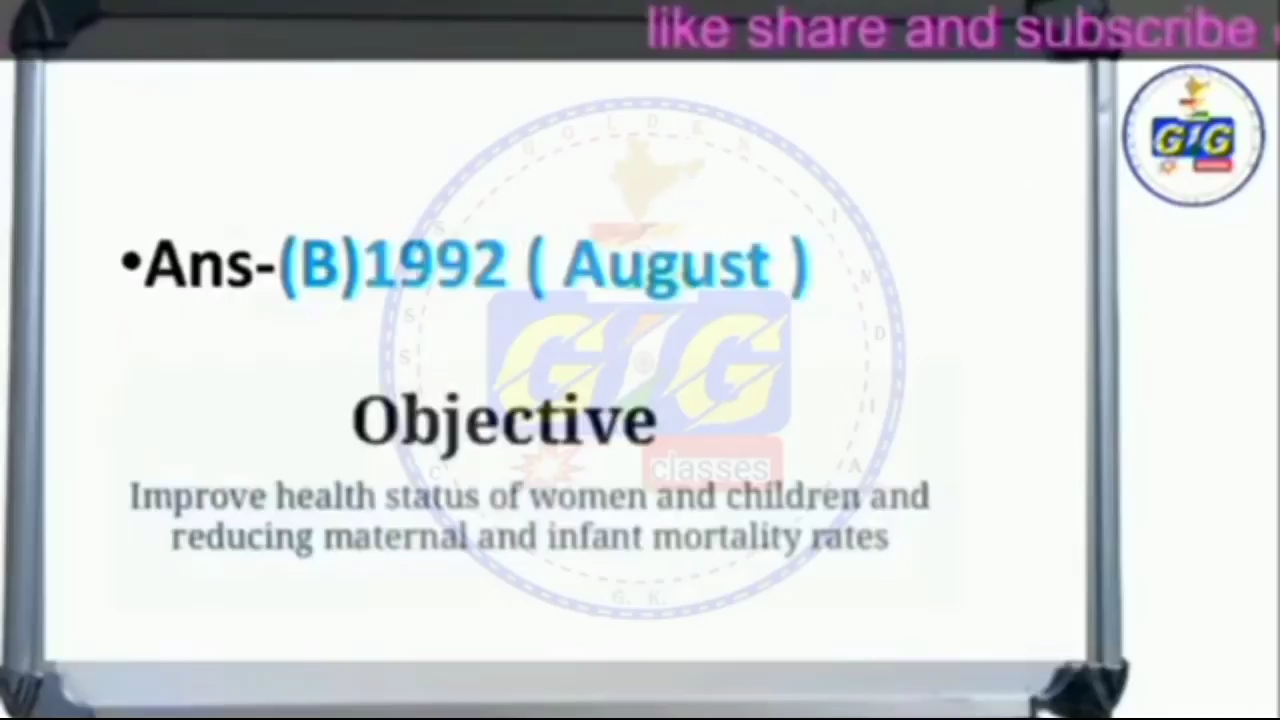 like share and subscribe
GIG
•Ans-(B)1992 ( August )
GIG
Objective
classes
Improve health status of women and children and
reducing maternal and infant mortality rates
G. K.